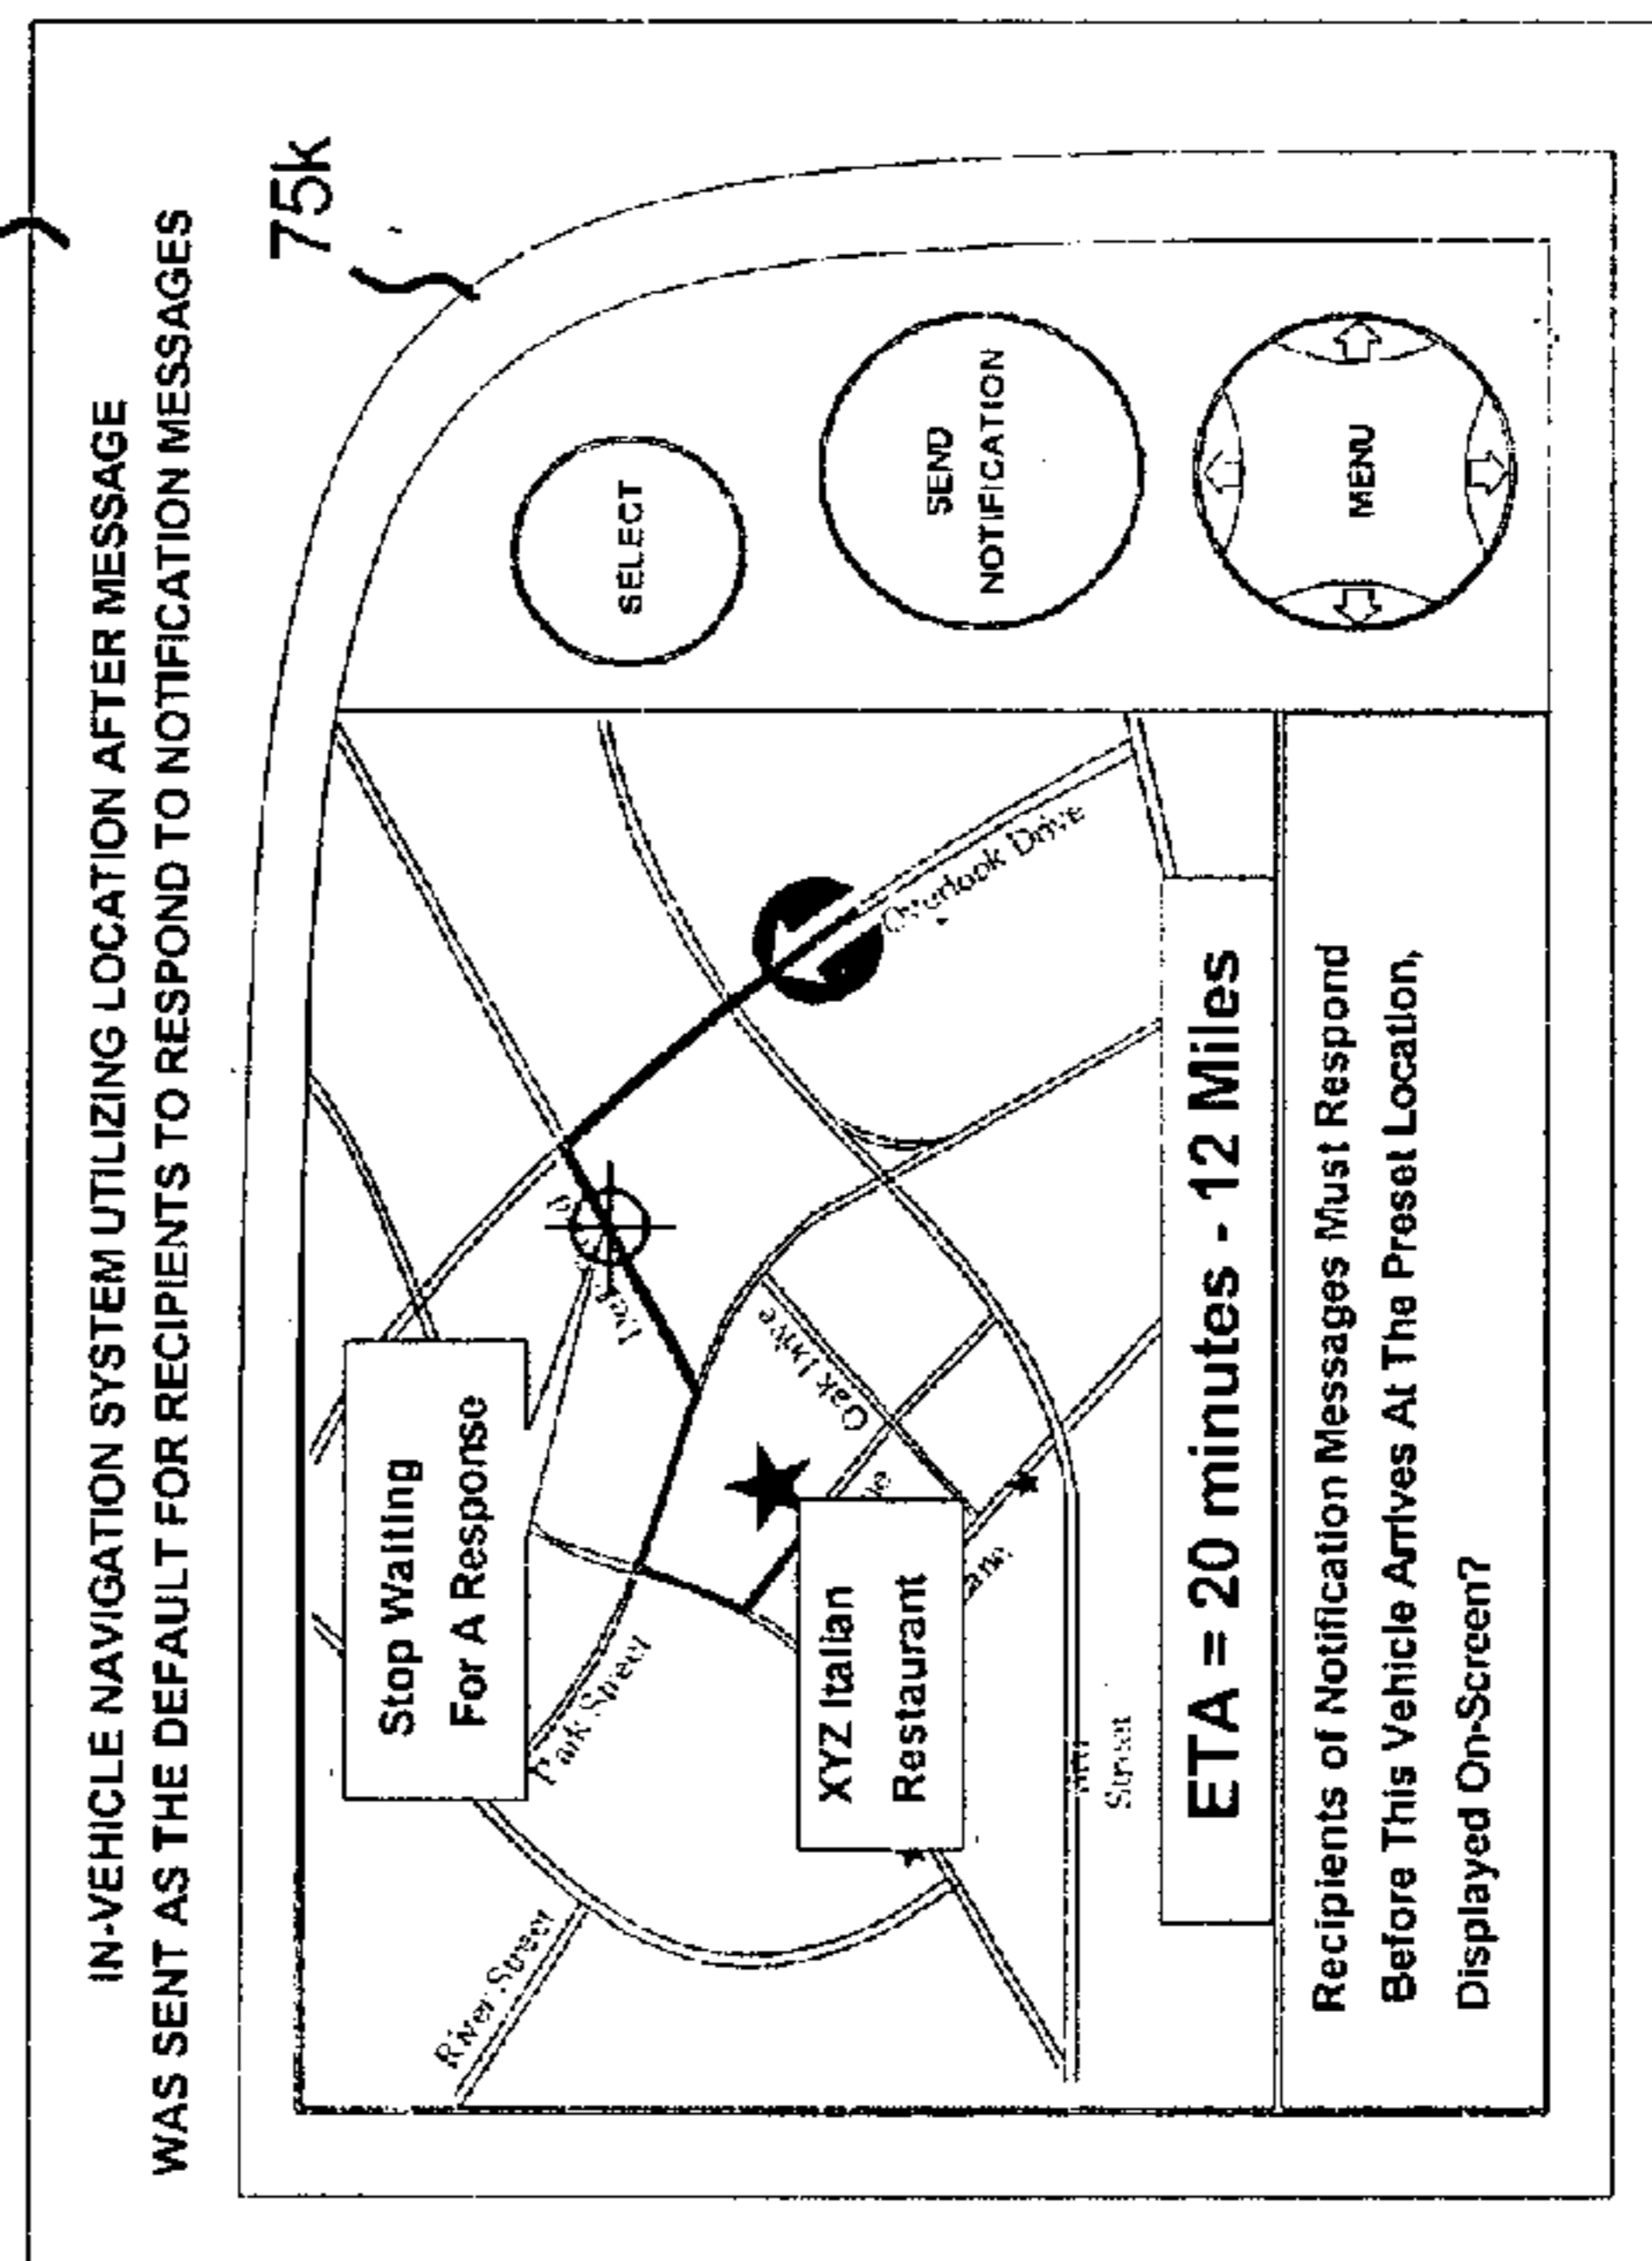 IN-VEHICLE NAVIGATION SYSTEM UTILIZING LOCATION AFTER MESSAGE
WAS SENT AS THE DEFAULT FOR RECIPIENTS TO RESPOND TO NOTIFICATION MESSAGES
75k
Stop Waiting
For A Response
River Street
Park Street
XYZ Italian
Restaurant
Oak Drive
Overlook Drive
Street
SELECT
SEND
NOTIFICATION
MENU
ETA = 20 minutes - 12 Miles
Recipients of Notification Messages Must Respond
Before This Vehicle Arrives At The Preset Location,
Displayed On-Screen?